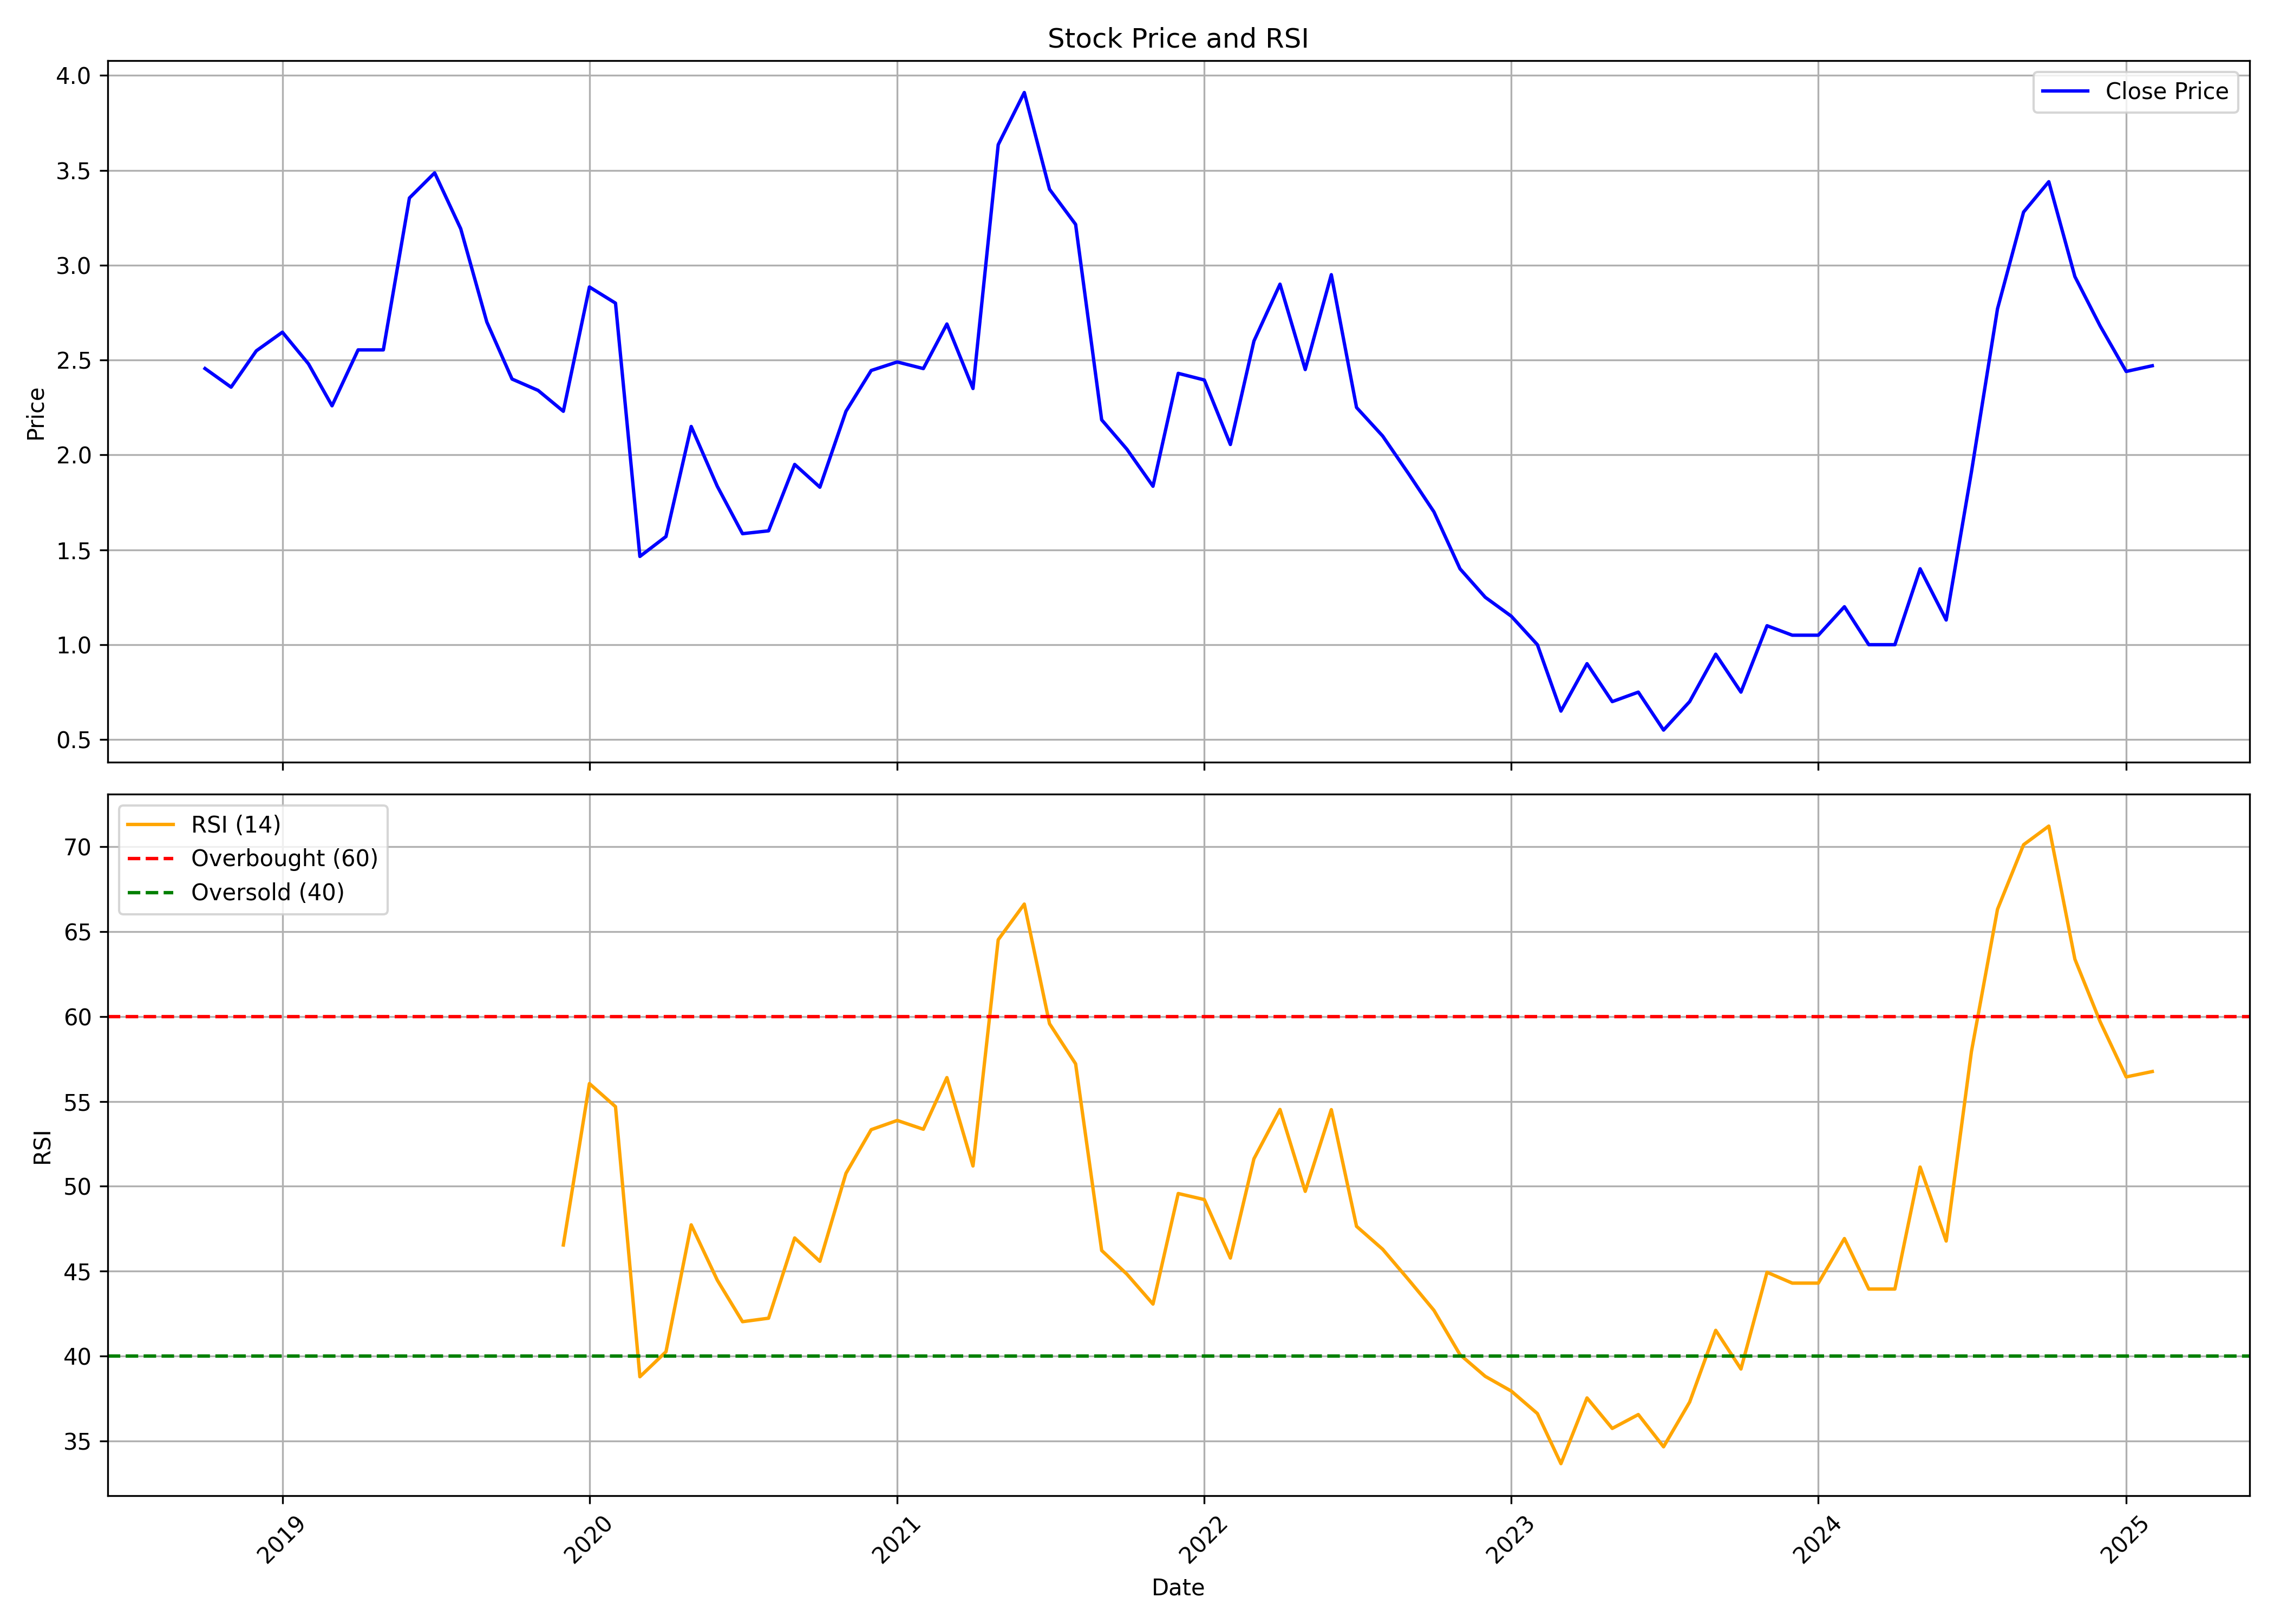 Stock Price and RSI
4.0
3.5
3.0
2.5
2.0
1.5
1.0
0.5
Price
Close Price
70
65
60
55
50
45
40
35
RSI
RSI (14)
Overbought (60)
Oversold (40)
2019
2020
2021
2022
2023
2024
2025
Date